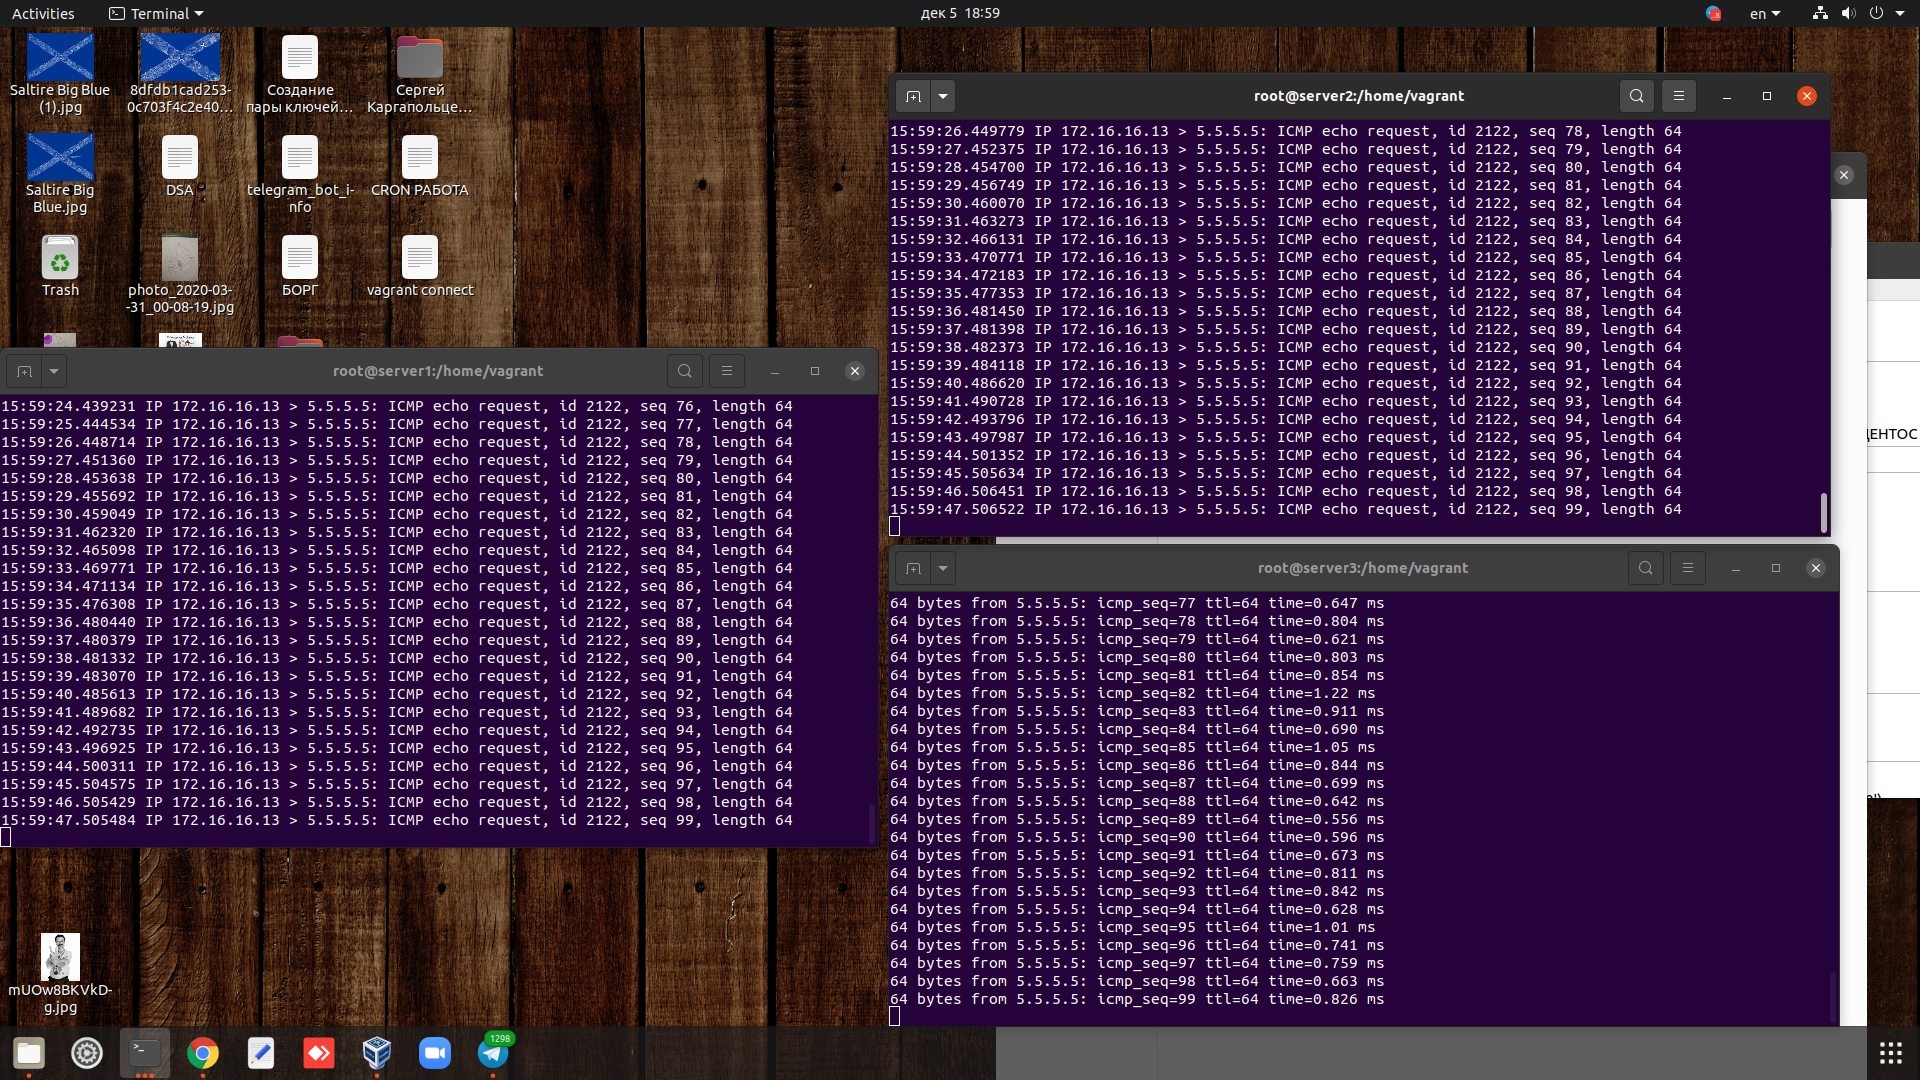 Activities
Terminal
дек 5 18:59
en
Saltire Big Blue (1).jpg
8dfdb1cad253-0c703f4c2e40...
Создание пары ключей...
Сергей Каргапольце...
Saltire Big Blue.jpg
DSA
telegram_bot_i-nfo
CRON РАБОТА
Trash
photo_2020-03-31_00-08-19.jpg
БОРГ
vagrant connect
root@server2:/home/vagrant
15:59:26.449779 IP 172.16.16.13 > 5.5.5.5: ICMP echo request, id 2122, seq 78, length 64
15:59:27.452375 IP 172.16.16.13 > 5.5.5.5: ICMP echo request, id 2122, seq 79, length 64
15:59:28.454700 IP 172.16.16.13 > 5.5.5.5: ICMP echo request, id 2122, seq 80, length 64
15:59:29.456749 IP 172.16.16.13 > 5.5.5.5: ICMP echo request, id 2122, seq 81, length 64
15:59:30.460070 IP 172.16.16.13 > 5.5.5.5: ICMP echo request, id 2122, seq 82, length 64
15:59:31.463273 IP 172.16.16.13 > 5.5.5.5: ICMP echo request, id 2122, seq 83, length 64
15:59:32.466131 IP 172.16.16.13 > 5.5.5.5: ICMP echo request, id 2122, seq 84, length 64
15:59:33.470771 IP 172.16.16.13 > 5.5.5.5: ICMP echo request, id 2122, seq 85, length 64
15:59:34.472183 IP 172.16.16.13 > 5.5.5.5: ICMP echo request, id 2122, seq 86, length 64
15:59:35.477353 IP 172.16.16.13 > 5.5.5.5: ICMP echo request, id 2122, seq 87, length 64
15:59:36.481450 IP 172.16.16.13 > 5.5.5.5: ICMP echo request, id 2122, seq 88, length 64
15:59:37.481398 IP 172.16.16.13 > 5.5.5.5: ICMP echo request, id 2122, seq 89, length 64
15:59:38.482373 IP 172.16.16.13 > 5.5.5.5: ICMP echo request, id 2122, seq 90, length 64
15:59:39.484118 IP 172.16.16.13 > 5.5.5.5: ICMP echo request, id 2122, seq 91, length 64
15:59:40.486620 IP 172.16.16.13 > 5.5.5.5: ICMP echo request, id 2122, seq 92, length 64
15:59:41.490728 IP 172.16.16.13 > 5.5.5.5: ICMP echo request, id 2122, seq 93, length 64
15:59:42.493796 IP 172.16.16.13 > 5.5.5.5: ICMP echo request, id 2122, seq 94, length 64
15:59:43.497987 IP 172.16.16.13 > 5.5.5.5: ICMP echo request, id 2122, seq 95, length 64
15:59:44.501352 IP 172.16.16.13 > 5.5.5.5: ICMP echo request, id 2122, seq 96, length 64
15:59:45.505634 IP 172.16.16.13 > 5.5.5.5: ICMP echo request, id 2122, seq 97, length 64
15:59:46.506451 IP 172.16.16.13 > 5.5.5.5: ICMP echo request, id 2122, seq 98, length 64
15:59:47.506522 IP 172.16.16.13 > 5.5.5.5: ICMP echo request, id 2122, seq 99, length 64
root@server1:/home/vagrant
15:59:24.439231 IP 172.16.16.13 > 5.5.5.5: ICMP echo request, id 2122, seq 76, length 64
15:59:25.444534 IP 172.16.16.13 > 5.5.5.5: ICMP echo request, id 2122, seq 77, length 64
15:59:26.448714 IP 172.16.16.13 > 5.5.5.5: ICMP echo request, id 2122, seq 78, length 64
15:59:27.451360 IP 172.16.16.13 > 5.5.5.5: ICMP echo request, id 2122, seq 79, length 64
15:59:28.453638 IP 172.16.16.13 > 5.5.5.5: ICMP echo request, id 2122, seq 80, length 64
15:59:29.455692 IP 172.16.16.13 > 5.5.5.5: ICMP echo request, id 2122, seq 81, length 64
15:59:30.459049 IP 172.16.16.13 > 5.5.5.5: ICMP echo request, id 2122, seq 82, length 64
15:59:31.462320 IP 172.16.16.13 > 5.5.5.5: ICMP echo request, id 2122, seq 83, length 64
15:59:32.465098 IP 172.16.16.13 > 5.5.5.5: ICMP echo request, id 2122, seq 84, length 64
15:59:33.469771 IP 172.16.16.13 > 5.5.5.5: ICMP echo request, id 2122, seq 85, length 64
15:59:34.471134 IP 172.16.16.13 > 5.5.5.5: ICMP echo request, id 2122, seq 86, length 64
15:59:35.476308 IP 172.16.16.13 > 5.5.5.5: ICMP echo request, id 2122, seq 87, length 64
15:59:36.480440 IP 172.16.16.13 > 5.5.5.5: ICMP echo request, id 2122, seq 88, length 64
15:59:37.480379 IP 172.16.16.13 > 5.5.5.5: ICMP echo request, id 2122, seq 89, length 64
15:59:38.481332 IP 172.16.16.13 > 5.5.5.5: ICMP echo request, id 2122, seq 90, length 64
15:59:39.483070 IP 172.16.16.13 > 5.5.5.5: ICMP echo request, id 2122, seq 91, length 64
15:59:40.485613 IP 172.16.16.13 > 5.5.5.5: ICMP echo request, id 2122, seq 92, length 64
15:59:41.489682 IP 172.16.16.13 > 5.5.5.5: ICMP echo request, id 2122, seq 93, length 64
15:59:42.492735 IP 172.16.16.13 > 5.5.5.5: ICMP echo request, id 2122, seq 94, length 64
15:59:43.496925 IP 172.16.16.13 > 5.5.5.5: ICMP echo request, id 2122, seq 95, length 64
15:59:44.500311 IP 172.16.16.13 > 5.5.5.5: ICMP echo request, id 2122, seq 96, length 64
15:59:45.504575 IP 172.16.16.13 > 5.5.5.5: ICMP echo request, id 2122, seq 97, length 64
15:59:46.505429 IP 172.16.16.13 > 5.5.5.5: ICMP echo request, id 2122, seq 98, length 64
15:59:47.505484 IP 172.16.16.13 > 5.5.5.5: ICMP echo request, id 2122, seq 99, length 64
root@server3:/home/vagrant
64 bytes from 5.5.5.5: icmp_seq=77 ttl=64 time=0.647 ms
64 bytes from 5.5.5.5: icmp_seq=78 ttl=64 time=0.804 ms
64 bytes from 5.5.5.5: icmp_seq=79 ttl=64 time=0.621 ms
64 bytes from 5.5.5.5: icmp_seq=80 ttl=64 time=0.803 ms
64 bytes from 5.5.5.5: icmp_seq=81 ttl=64 time=0.854 ms
64 bytes from 5.5.5.5: icmp_seq=82 ttl=64 time=1.22 ms
64 bytes from 5.5.5.5: icmp_seq=83 ttl=64 time=0.911 ms
64 bytes from 5.5.5.5: icmp_seq=84 ttl=64 time=0.690 ms
64 bytes from 5.5.5.5: icmp_seq=85 ttl=64 time=1.05 ms
64 bytes from 5.5.5.5: icmp_seq=86 ttl=64 time=0.844 ms
64 bytes from 5.5.5.5: icmp_seq=87 ttl=64 time=0.699 ms
64 bytes from 5.5.5.5: icmp_seq=88 ttl=64 time=0.642 ms
64 bytes from 5.5.5.5: icmp_seq=89 ttl=64 time=0.556 ms
64 bytes from 5.5.5.5: icmp_seq=90 ttl=64 time=0.596 ms
64 bytes from 5.5.5.5: icmp_seq=91 ttl=64 time=0.673 ms
64 bytes from 5.5.5.5: icmp_seq=92 ttl=64 time=0.811 ms
64 bytes from 5.5.5.5: icmp_seq=93 ttl=64 time=0.842 ms
64 bytes from 5.5.5.5: icmp_seq=94 ttl=64 time=0.628 ms
64 bytes from 5.5.5.5: icmp_seq=95 ttl=64 time=1.01 ms
64 bytes from 5.5.5.5: icmp_seq=96 ttl=64 time=0.741 ms
64 bytes from 5.5.5.5: icmp_seq=97 ttl=64 time=0.759 ms
64 bytes from 5.5.5.5: icmp_seq=98 ttl=64 time=0.663 ms
64 bytes from 5.5.5.5: icmp_seq=99 ttl=64 time=0.826 ms
mUOw8BKVkD-g.jpg
1298